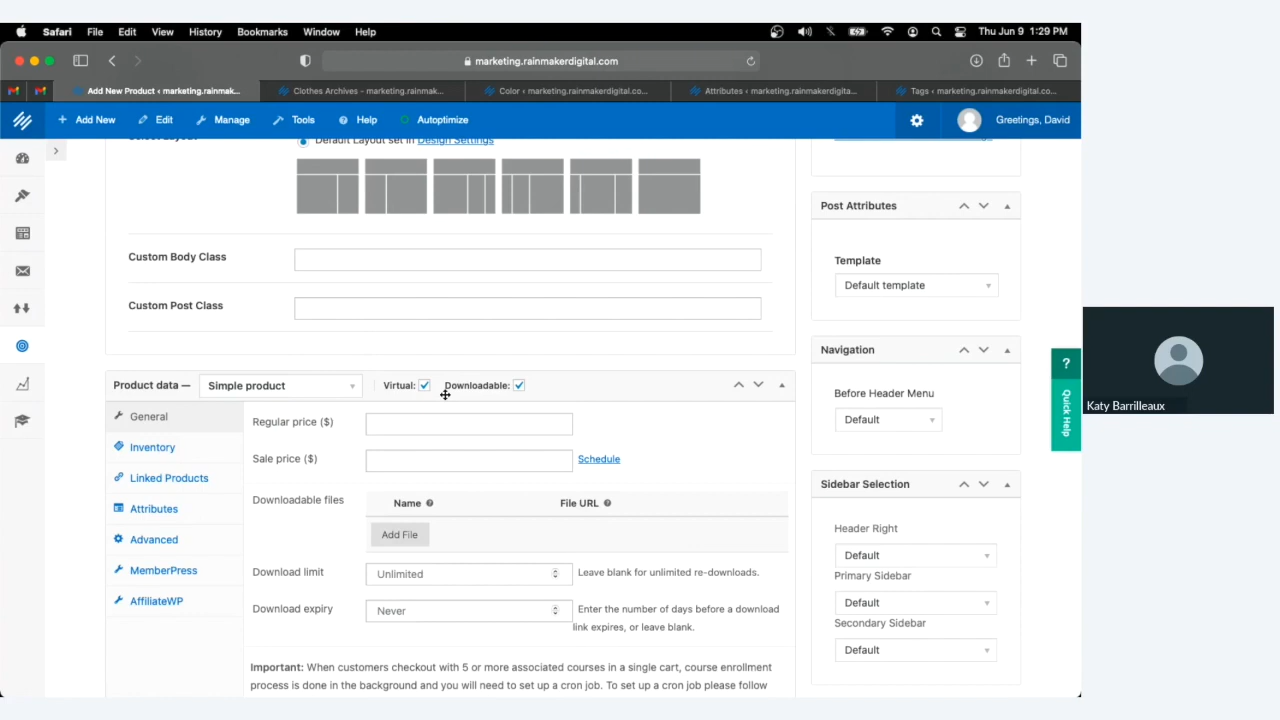 Safari File Edit View History Bookmarks Window Help Thu Jun 9 1:29 PM
marketing.rainmakerdigital.com
Add New Product ‹ marketing.rainmak...
Clothes Archives - marketing.rainmak...
Color ‹ marketing.rainmakerdigital.co...
Attributes ‹ marketing.rainmakerdigita...
Tags ‹ marketing.rainmakerdigital.co...
Add New Edit Manage Tools Help Autoptimize Greetings, David
Default Layout set in Design Settings
Custom Body Class
Custom Post Class
Product data — Simple product Virtual: Downloadable:
General
Inventory
Linked Products
Attributes
Advanced
MemberPress
AffiliateWP
Regular price ($)
Sale price ($) Schedule
Downloadable files Name File URL
Add File
Download limit Unlimited Leave blank for unlimited re-downloads.
Download expiry Never Enter the number of days before a download
link expires, or leave blank.
Important: When customers checkout with 5 or more associated courses in a single cart, course enrollment
process is done in the background and you will need to set up a cron job. To set up a cron job please follow
Post Attributes
Template
Default template
Navigation
Before Header Menu
Default
Sidebar Selection
Header Right
Default
Primary Sidebar
Default
Secondary Sidebar
Default
?
Quick Help
Katy Barrilleaux